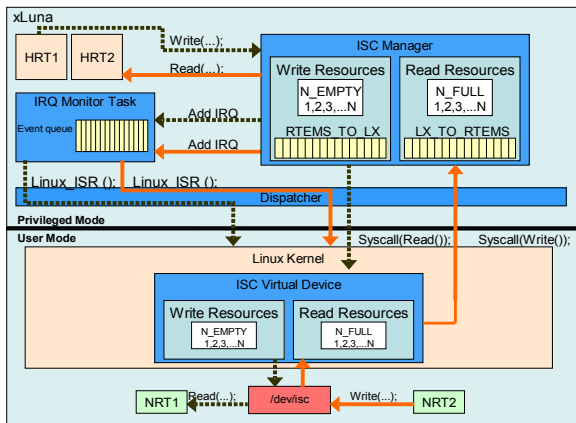 xLuna
HRT1
HRT2
Write(...);
Read(...);
ISC Manager
Write Resources
N_EMPTY
1,2,3,...N
RTEMS_TO_LX
Read Resources
N_FULL
1,2,3,...N
LX_TO_RTEMS
IRQ Monitor Task
Event queue
Add IRQ
Add IRQ
Linux_ISR ();
Linux_ISR ();
Dispatcher
Privileged Mode
User Mode
Syscall(Read());
Syscall(Write());
Linux Kernel
ISC Virtual Device
Write Resources
N_EMPTY
1,2,3,...N
Read Resources
N_FULL
1,2,3,...N
NRT1
Read(...);
/dev/isc
Write(...);
NRT2